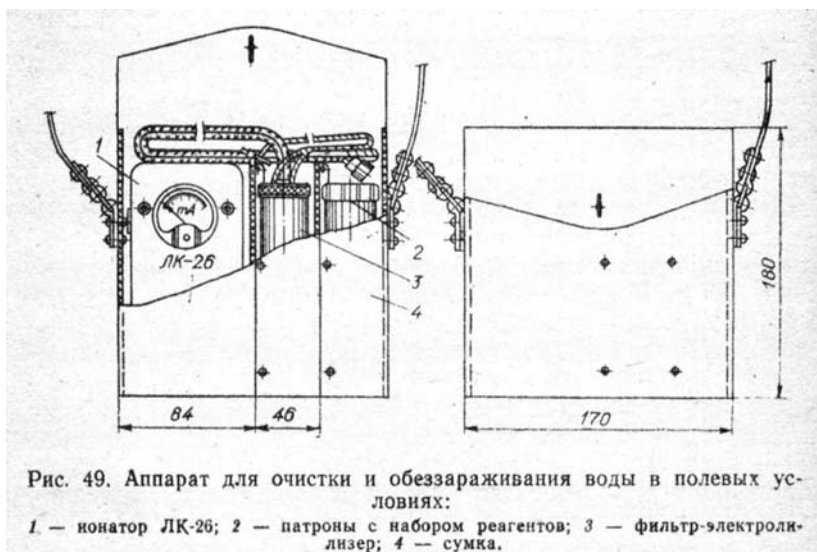 1
mA
ЛК-26
2
3
4
84
46
180
170
Рис. 49. Аппарат для очистки и обеззараживания воды в полевых ус-
ловиях:
1 — ионатор ЛК-26; 2 — патроны с набором реагентов; 3 — фильтр-электроли-
лизер; 4 — сумка.